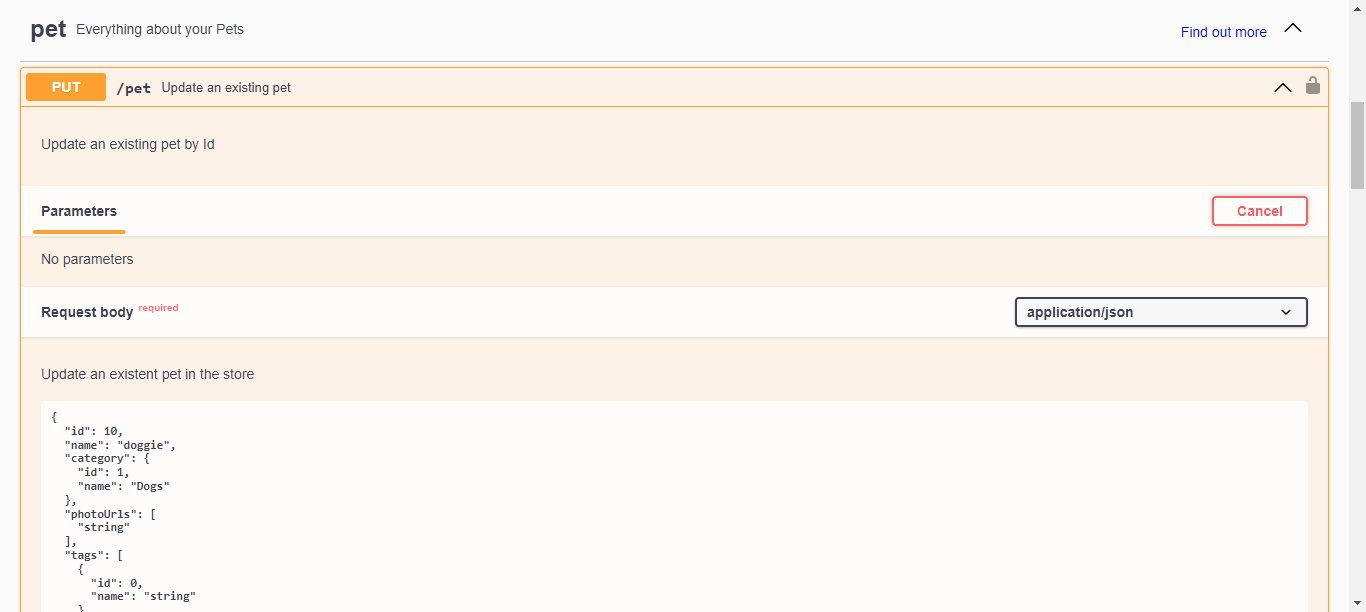 pet Everything about your Pets
Find out more
PUT /pet Update an existing pet
Update an existing pet by Id
Parameters
Cancel
No parameters
Request body required
application/json
Update an existent pet in the store
{
  "id": 10,
  "name": "doggie",
  "category": {
    "id": 1,
    "name": "Dogs"
  },
  "photoUrls": [
    "string"
  ],
  "tags": [
    {
      "id": 0,
      "name": "string"
    }